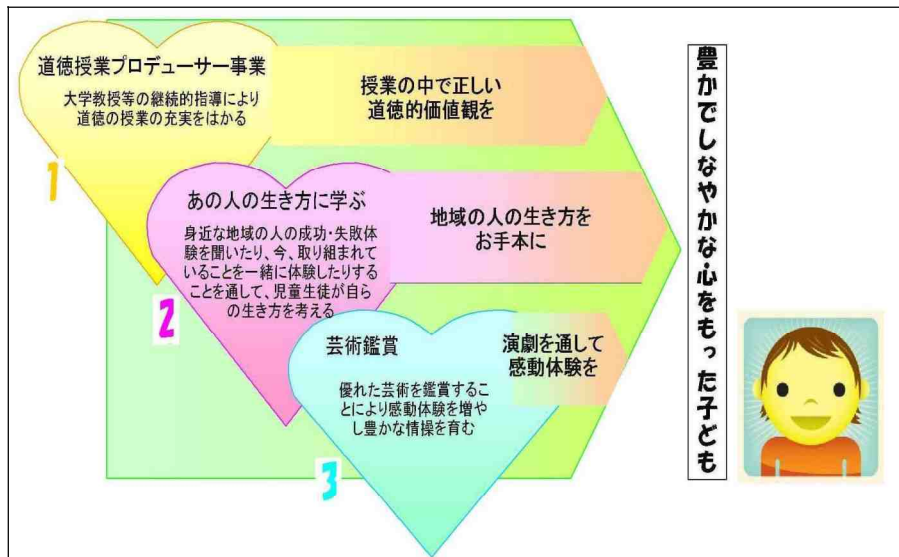 道徳授業プロデューサー事業
大学教授等の継続的指導により
道徳の授業の充実をはかる
1
授業の中で正しい
道徳的価値観を
あの人の生き方に学ぶ
身近な地域の人の成功・失敗体
験を聞いたり、今、取り組まれて
いることを一緒に体験したりする
ことを通して、児童生徒が自ら
の生き方を考える
2
地域の人の生き方を
お手本に
芸術鑑賞
優れた芸術を鑑賞するこ
とにより感動体験を増や
し豊かな情操を育む
3
演劇を通して
感動体験を
豊かでしなやかな心をもった子ども